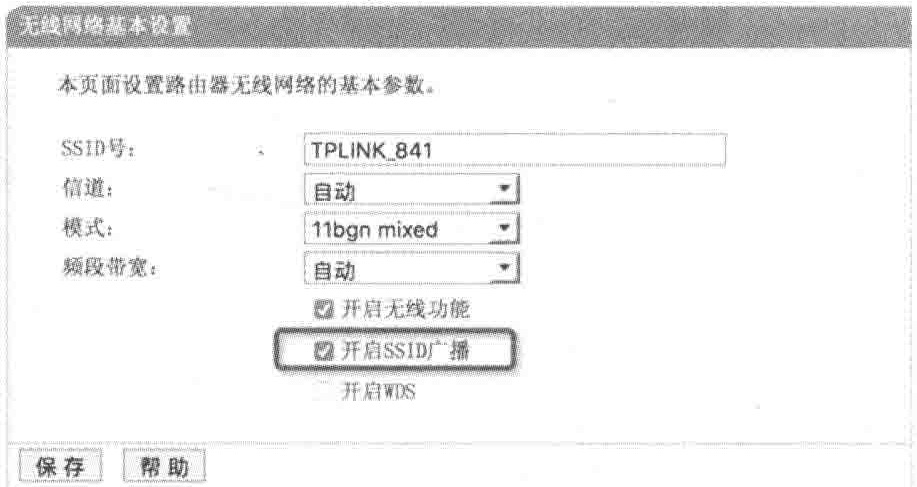 无线网络基本设置
本页面设置路由器无线网络的基本参数。
SSID号： TPLINK_841
信道： 自动
模式： 11bgn mixed
频段带宽： 自动
开启无线功能
开启SSID广播
开启WDS
保存 帮助